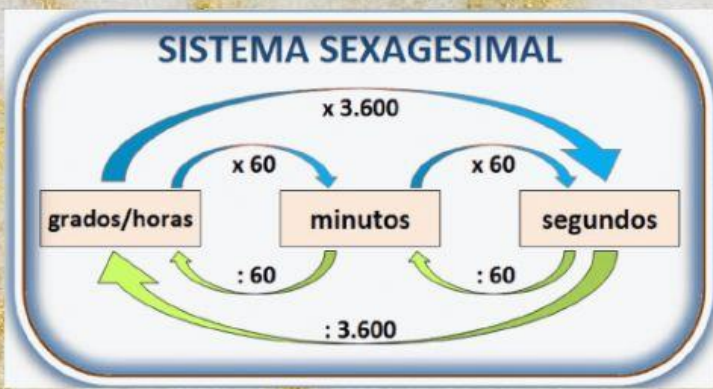 SISTEMA SEXAGESIMAL
x 3.600
x 60
x 60
grados/horas
minutos
segundos
: 60
: 60
: 3.600